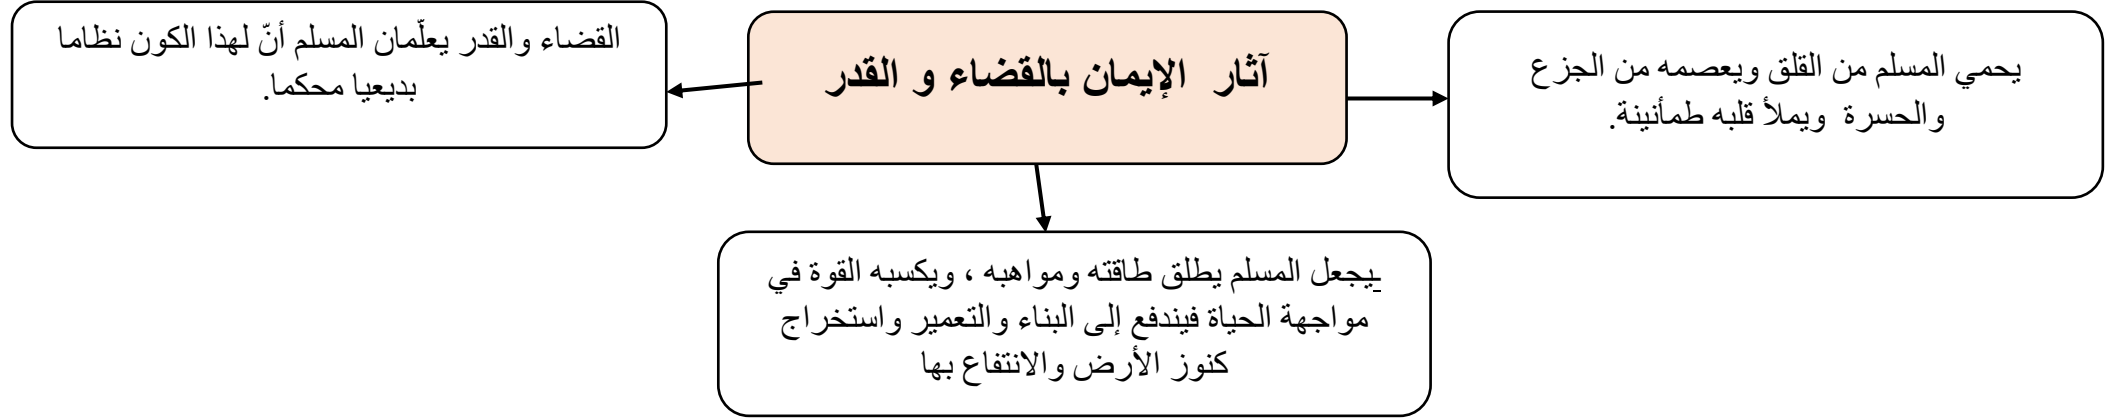 آثار الإيمان بالقضاء و القدر
يحمي المسلم من القلق ويعصمه من الجزع
والحسرة ويملأ قلبه طمأنينة.
القضاء والقدر يعلّمان المسلم أنّ لهذا الكون نظاما
بديعيا محكما.
ـيجعل المسلم يطلق طاقته ومواهبه ، ويكسبه القوة في
مواجهة الحياة فيندفع إلى البناء والتعمير واستخراج
كنوز الأرض والانتفاع بها